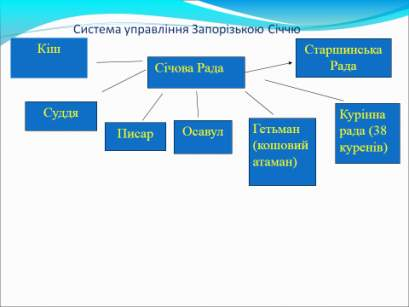 Система управління Запорізькою Січчю
Кіш
Січова Рада
Старшинська
Рада
Суддя
Писар
Осавул
Гетьман
(кошовий
атаман)
Курінна
рада (38
куренів)